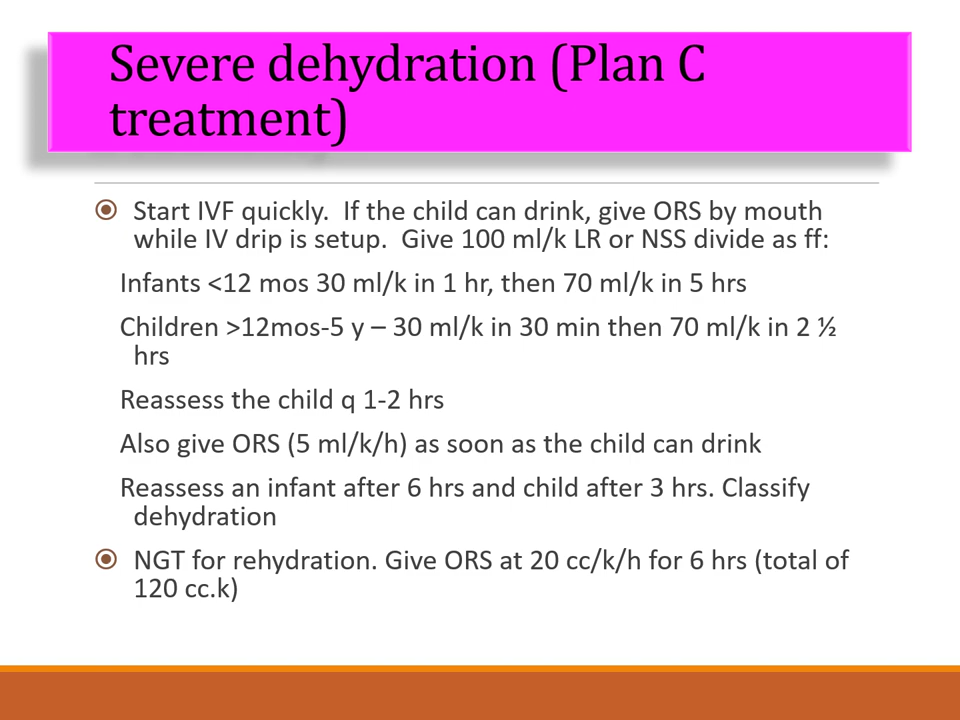 Severe dehydration (Plan C
treatment)
Start IVF quickly.  If the child can drink, give ORS by mouth
while IV drip is setup.  Give 100 ml/k LR or NSS divide as ff:
Infants <12 mos 30 ml/k in 1 hr, then 70 ml/k in 5 hrs
Children >12mos-5 y – 30 ml/k in 30 min then 70 ml/k in 2 ½
hrs
Reassess the child q 1-2 hrs
Also give ORS (5 ml/k/h) as soon as the child can drink
Reassess an infant after 6 hrs and child after 3 hrs. Classify
dehydration
NGT for rehydration. Give ORS at 20 cc/k/h for 6 hrs (total of
120 cc.k)